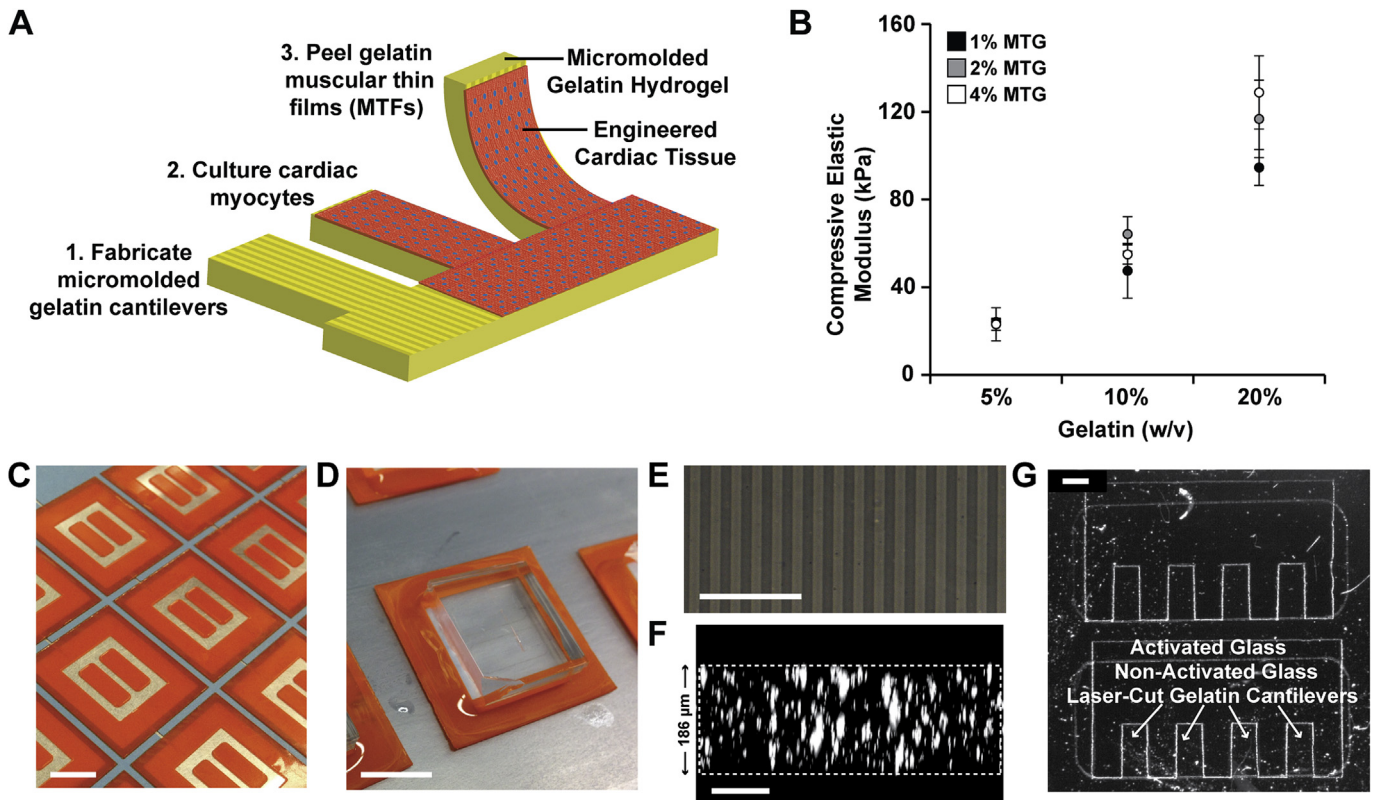 A
3. Peel gelatin
muscular thin
films (MTFs)
Micromolded
Gelatin Hydrogel
Engineered
Cardiac Tissue
2. Culture cardiac
myocytes
1. Fabricate
micromolded
gelatin cantilevers
B
160
120
80
40
0
Compressive Elastic
Modulus (kPa)
1% MTG
2% MTG
4% MTG
5%
10%
20%
Gelatin (w/v)
C
D
E
F
186 µm
G
Activated Glass
Non-Activated Glass
Laser-Cut Gelatin Cantilevers